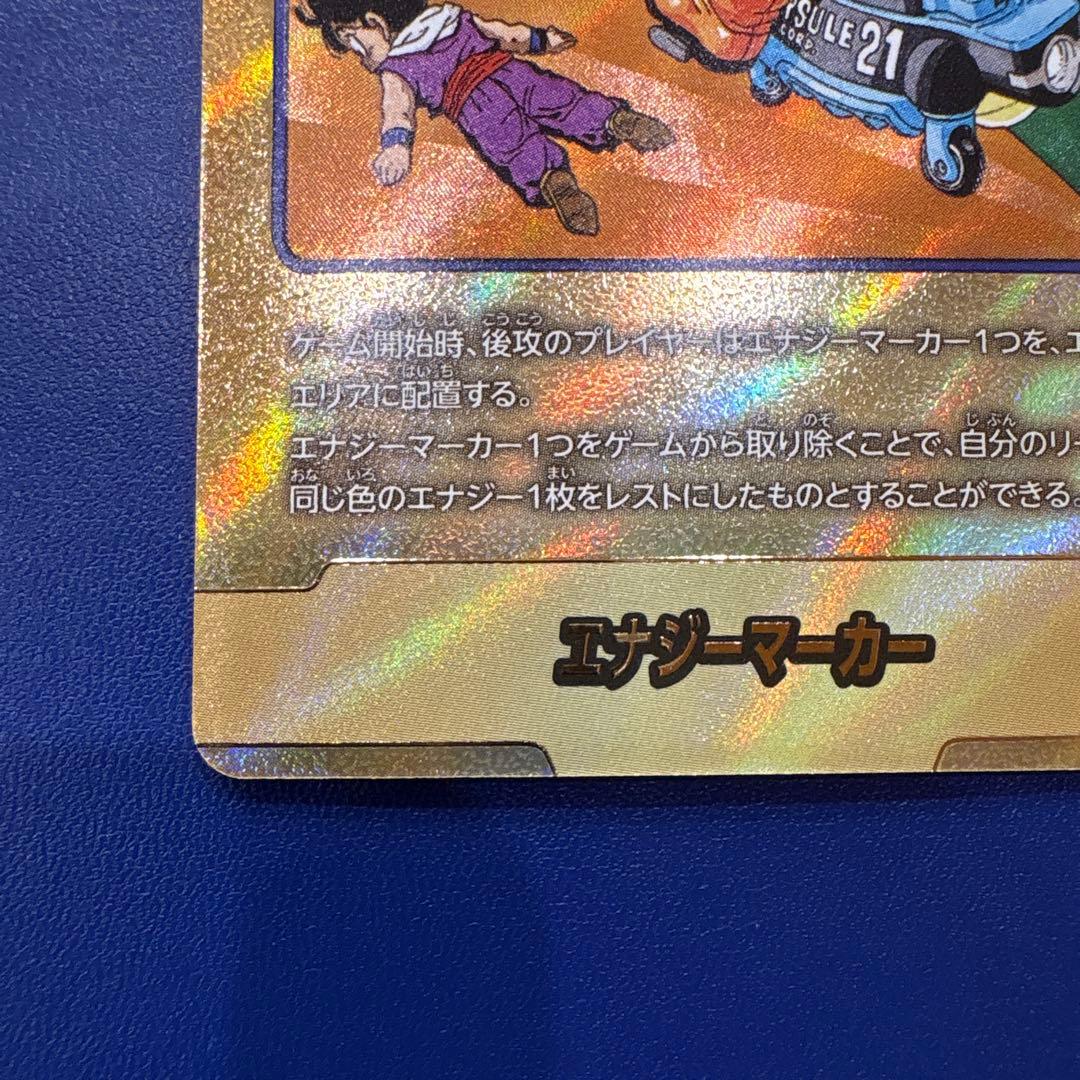 SULE 21
CORP.
ゲーム開始時、後攻のプレイヤーはエナジーマーカー1つを、エ
エリアに配置する。
エナジーマーカー1つをゲームから取り除くことで、自分のリー
同じ色のエナジー1枚をレストにしたものとすることができる。
エナジーマーカー